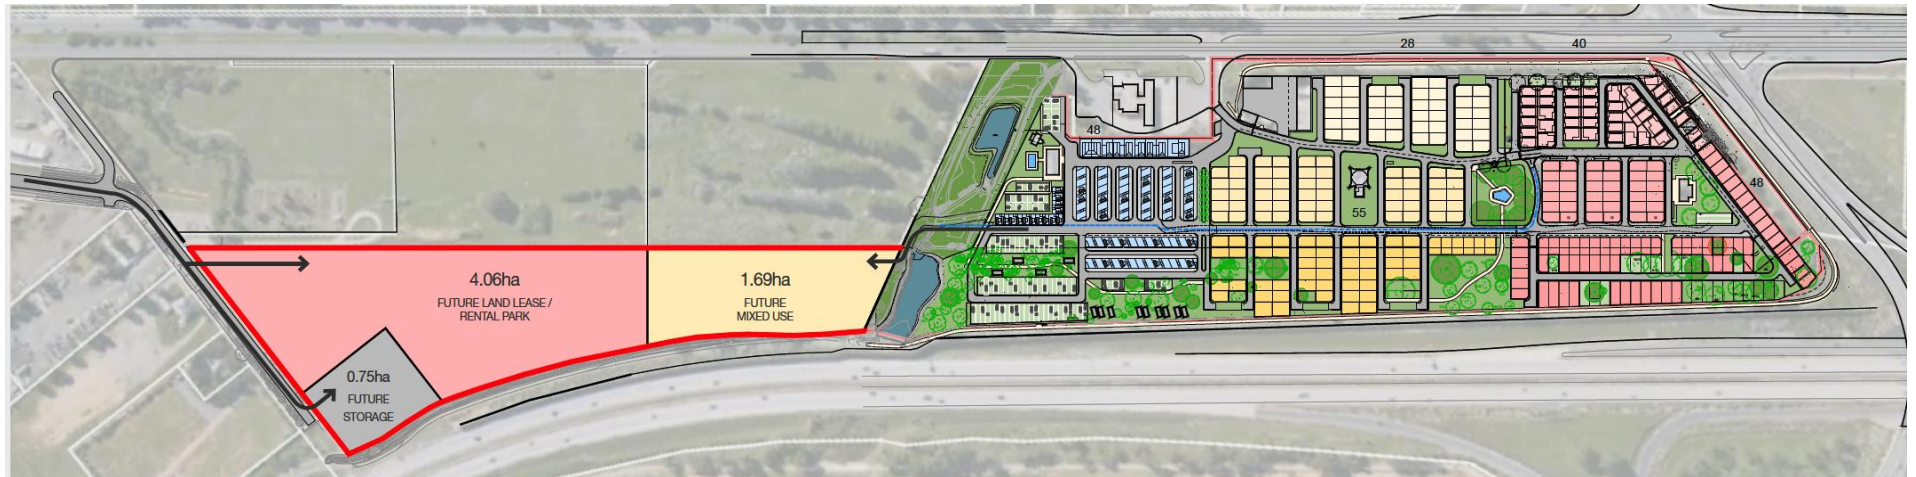 28
40
48
48
55
4.06ha
FUTURE LAND LEASE /
RENTAL PARK
1.69ha
FUTURE
MIXED USE
0.75ha
FUTURE
STORAGE